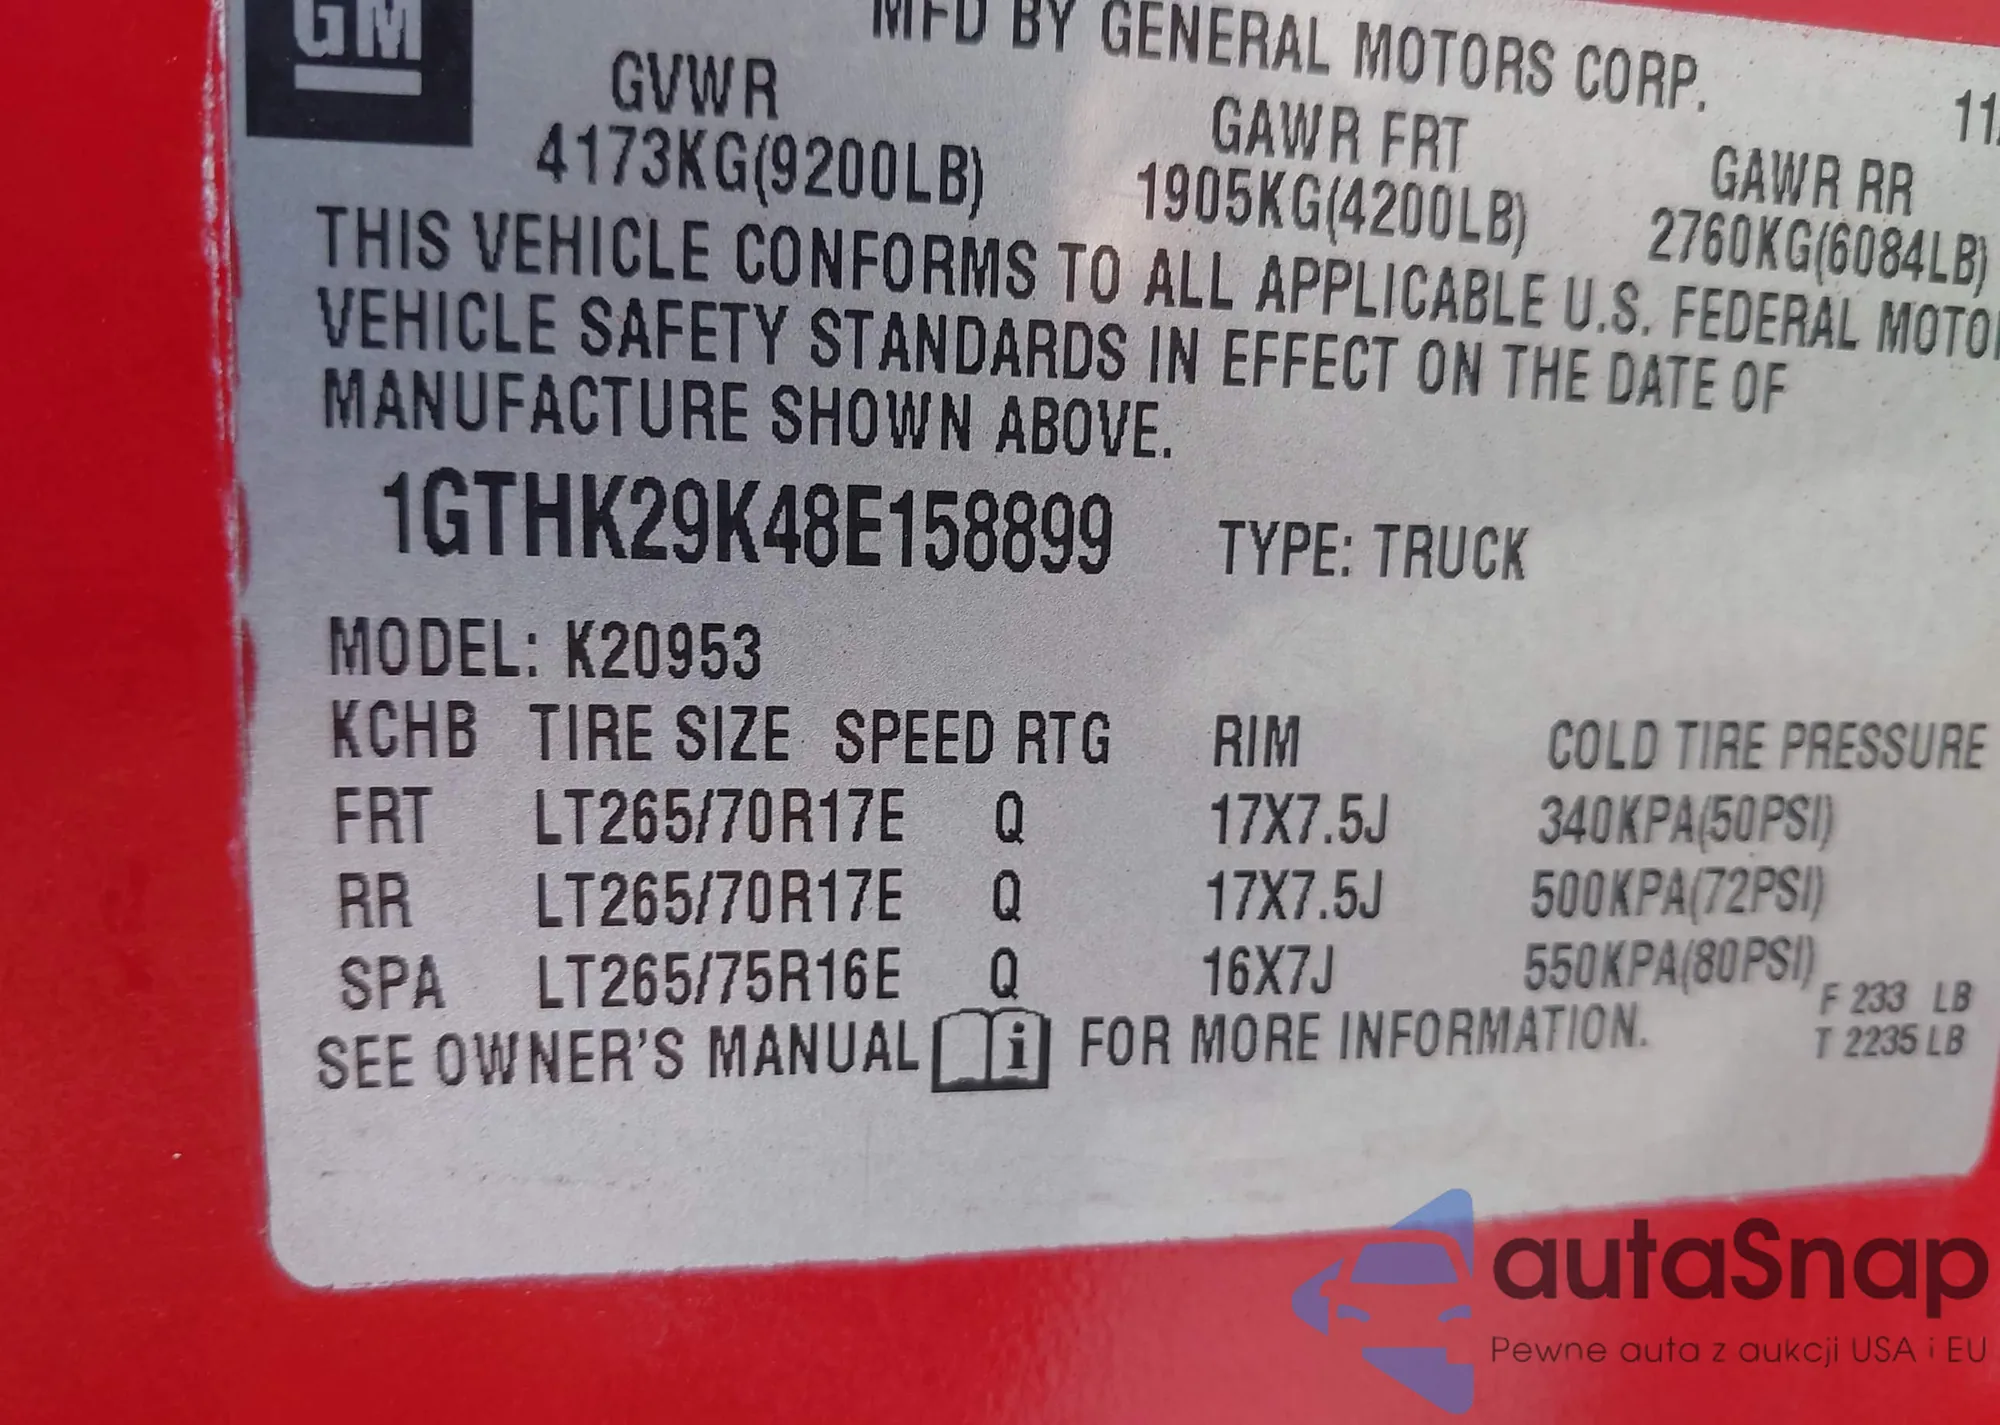 GM
MFD BY GENERAL MOTORS CORP.
11
GVWR GAWR FRT GAWR RR
4173KG(9200LB) 1905KG(4200LB) 2760KG(6084LB)
THIS VEHICLE CONFORMS TO ALL APPLICABLE U.S. FEDERAL MOTO
VEHICLE SAFETY STANDARDS IN EFFECT ON THE DATE OF
MANUFACTURE SHOWN ABOVE.
1GTHK29K48E158899 TYPE: TRUCK
MODEL: K20953
KCHB TIRE SIZE SPEED RTG RIM COLD TIRE PRESSURE
FRT LT265/70R17E Q 17X7.5J 340KPA(50PSI)
RR LT265/70R17E Q 17X7.5J 500KPA(72PSI)
SPA LT265/75R16E Q 16X7J 550KPA(80PSI)
F 233 LB
T 2235 LB
SEE OWNER'S MANUAL i FOR MORE INFORMATION.
autaSnap
Pewne auta z aukcji USA i EU